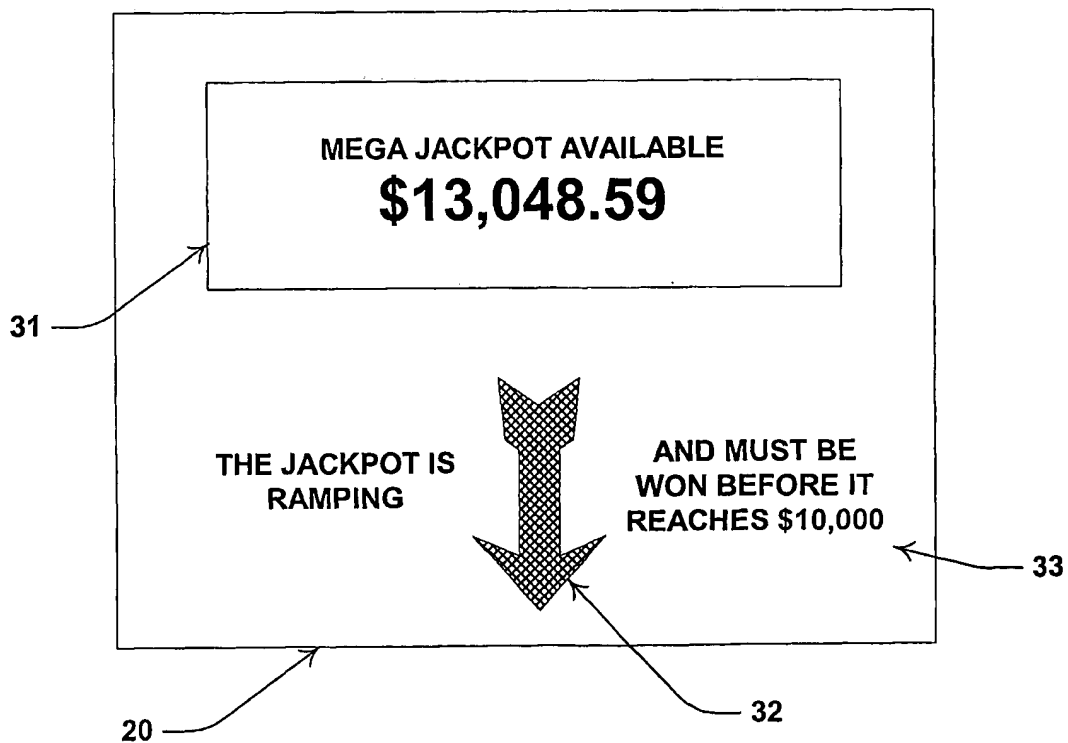 MEGA JACKPOT AVAILABLE
$13,048.59
31
THE JACKPOT IS
RAMPING
AND MUST BE
WON BEFORE IT
REACHES $10,000
33
32
20